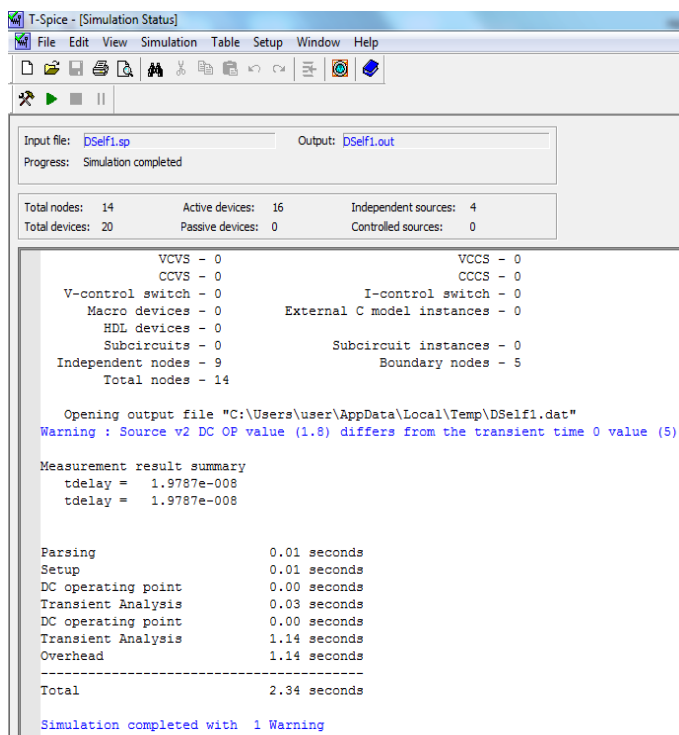 T-Spice - [Simulation Status]
File Edit View Simulation Table Setup Window Help
Input file: DSelf1.sp Output: DSelf1.out
Progress: Simulation completed
Total nodes: 14 Active devices: 16 Independent sources: 4
Total devices: 20 Passive devices: 0 Controlled sources: 0
VCVS - 0 VCCS - 0
CCVS - 0 CCCS - 0
V-control switch - 0 I-control switch - 0
Macro devices - 0 External C model instances - 0
HDL devices - 0
Subcircuits - 0 Subcircuit instances - 0
Independent nodes - 9 Boundary nodes - 5
Total nodes - 14
Opening output file "C:\Users\user\AppData\Local\Temp\DSelf1.dat"
Warning : Source v2 DC OP value (1.8) differs from the transient time 0 value (5)
Measurement result summary
tdelay = 1.9787e-008
tdelay = 1.9787e-008
Parsing 0.01 seconds
Setup 0.01 seconds
DC operating point 0.00 seconds
Transient Analysis 0.03 seconds
DC operating point 0.00 seconds
Transient Analysis 1.14 seconds
Overhead 1.14 seconds
-----------------------------------------
Total 2.34 seconds
Simulation completed with 1 Warning